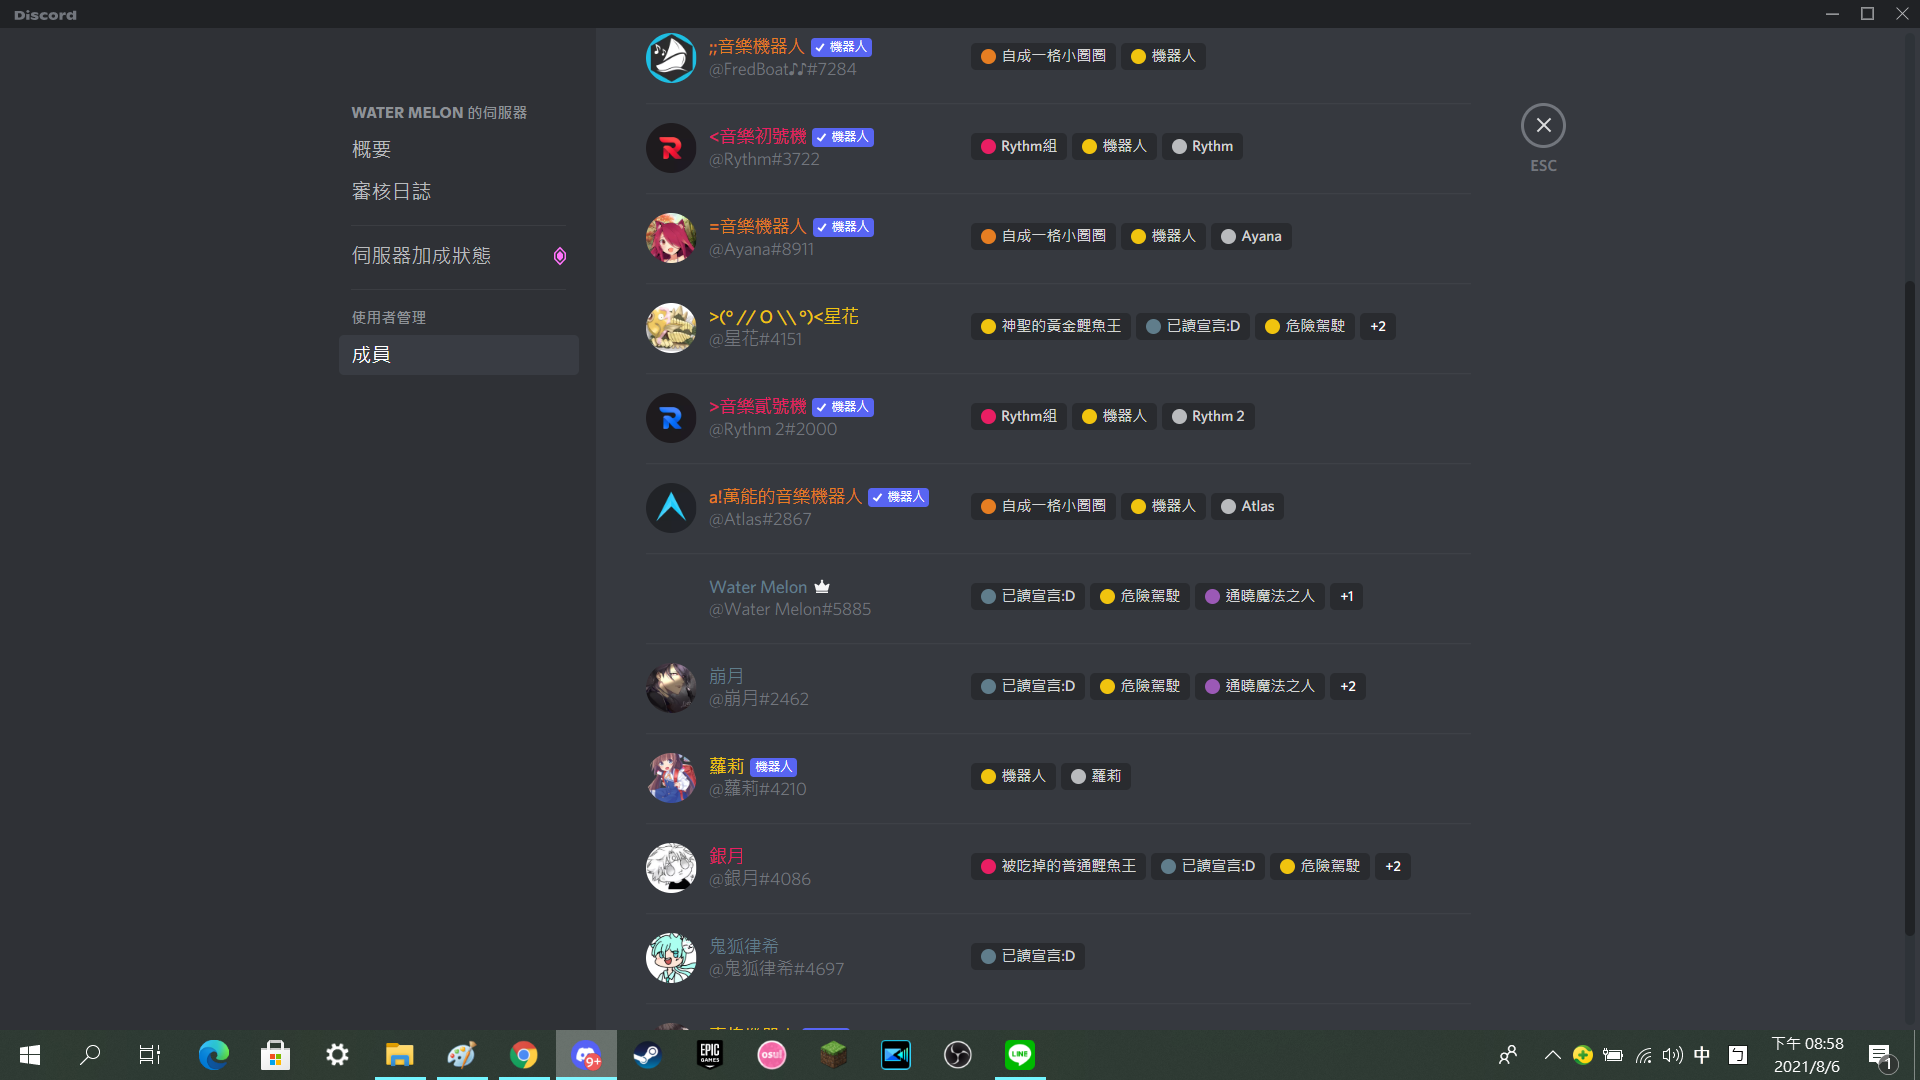 Discord
WATER MELON 的伺服器
概要
審核日誌
伺服器加成狀態
使用者管理
成員
;;音樂機器人 機器人
@FredBoat♪♪#7284
自成一格小圈圈 機器人
<音樂初號機 機器人
@Rythm#3722
Rythm組 機器人 Rythm
=音樂機器人 機器人
@Ayana#8911
自成一格小圈圈 機器人 Ayana
>(° // O \\ °)<星花
@星花#4151
神聖的黃金鯉魚王 已讀宣言:D 危險駕駛 +2
>音樂貳號機 機器人
@Rythm 2#2000
Rythm組 機器人 Rythm 2
a!萬能的音樂機器人 機器人
@Atlas#2867
自成一格小圈圈 機器人 Atlas
Water Melon
@Water Melon#5885
已讀宣言:D 危險駕駛 通曉魔法之人 +1
崩月
@崩月#2462
已讀宣言:D 危險駕駛 通曉魔法之人 +2
蘿莉 機器人
@蘿莉#4210
機器人 蘿莉
銀月
@銀月#4086
被吃掉的普通鯉魚王 已讀宣言:D 危險駕駛 +2
鬼狐律希
@鬼狐律希#4697
已讀宣言:D
ESC
9+
EPIC GAMES
osu!
LINE
中
下午 08:58
2021/8/6
1